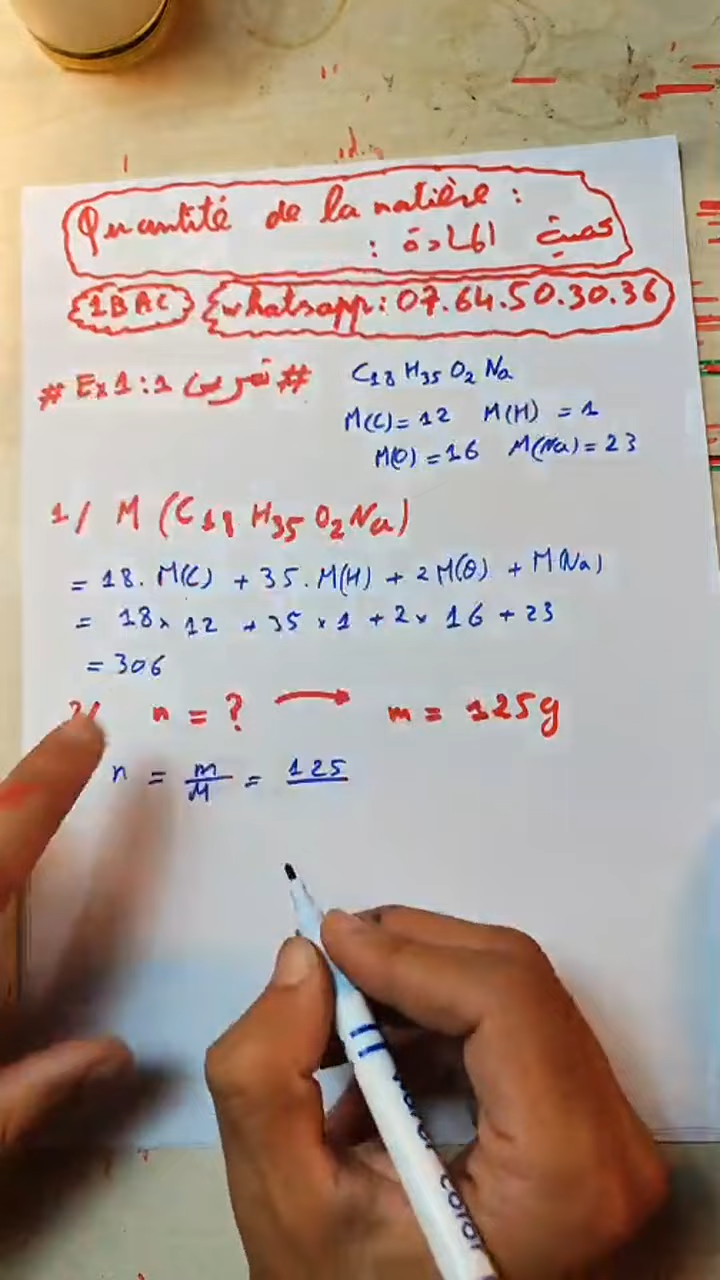 Quantité de la matière :
كمية المادة :
1BAC whatsapp: 07.64.50.30.36
# Ex1 : 1 تمرين #
C18 H35 O2 Na
M(C) = 12 M(H) = 1
M(O) = 16 M(Na) = 23
1/ M (C18 H35 O2 Na)
= 18. M(C) + 35. M(H) + 2 M(O) + M(Na)
= 18 × 12 + 35 × 1 + 2 × 16 + 23
= 306
2/ n = ? → m = 125g
n = m/M = 125